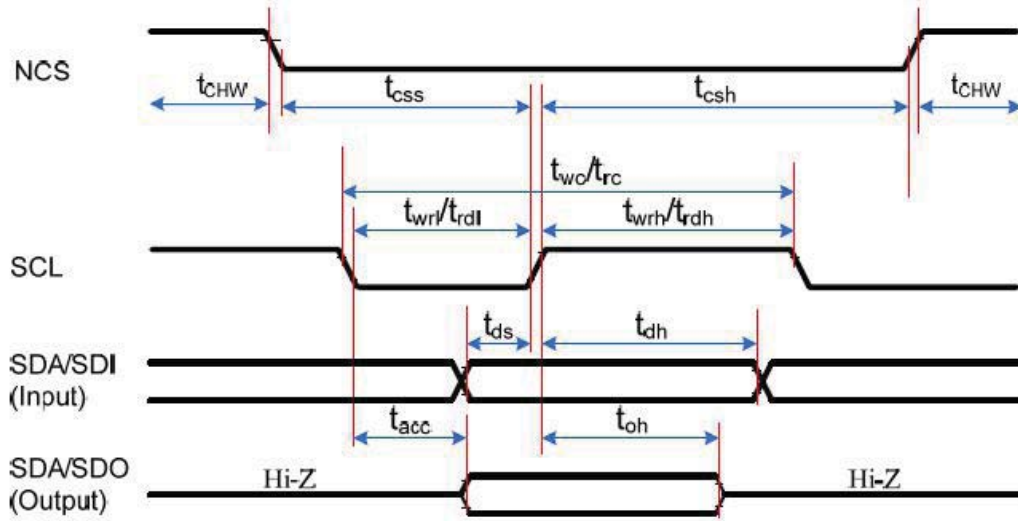 NCS
tCHW
tcss
tcsh
tCHW
twc/trc
twrl/trdl
twrh/trdh
SCL
tds
tdh
SDA/SDI
(Input)
tacc
toh
SDA/SDO
(Output)
Hi-Z
Hi-Z